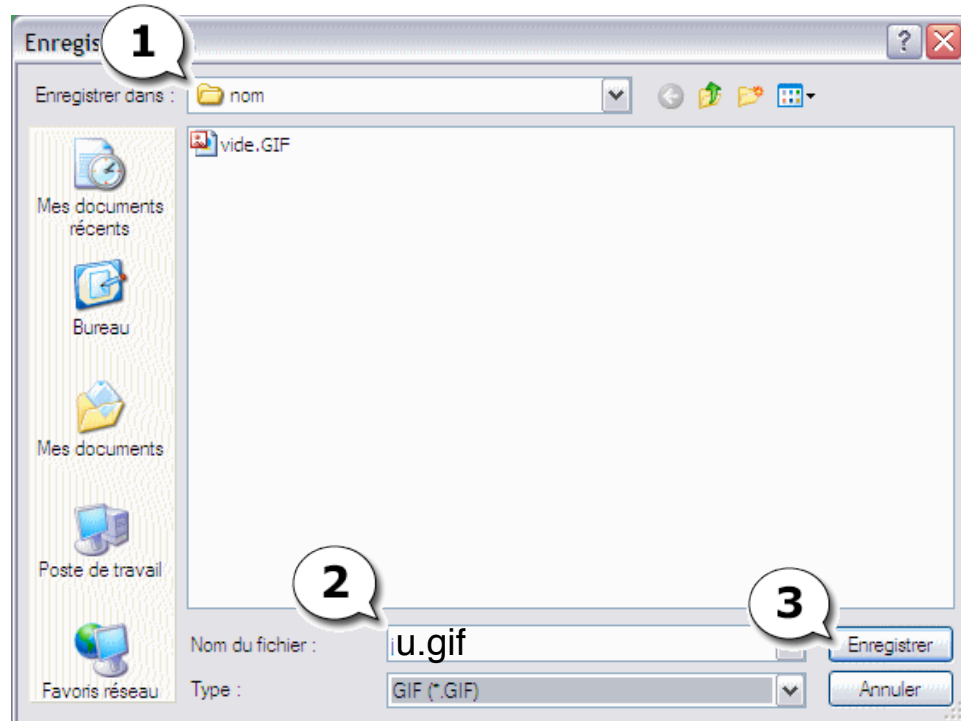 Enregis
1
?
Enregistrer dans :
nom
vide.GIF
Mes documents
récents
Bureau
Mes documents
Poste de travail
Favoris réseau
2
3
Nom du fichier :
u.gif
Enregistrer
Type :
GIF (*.GIF)
Annuler